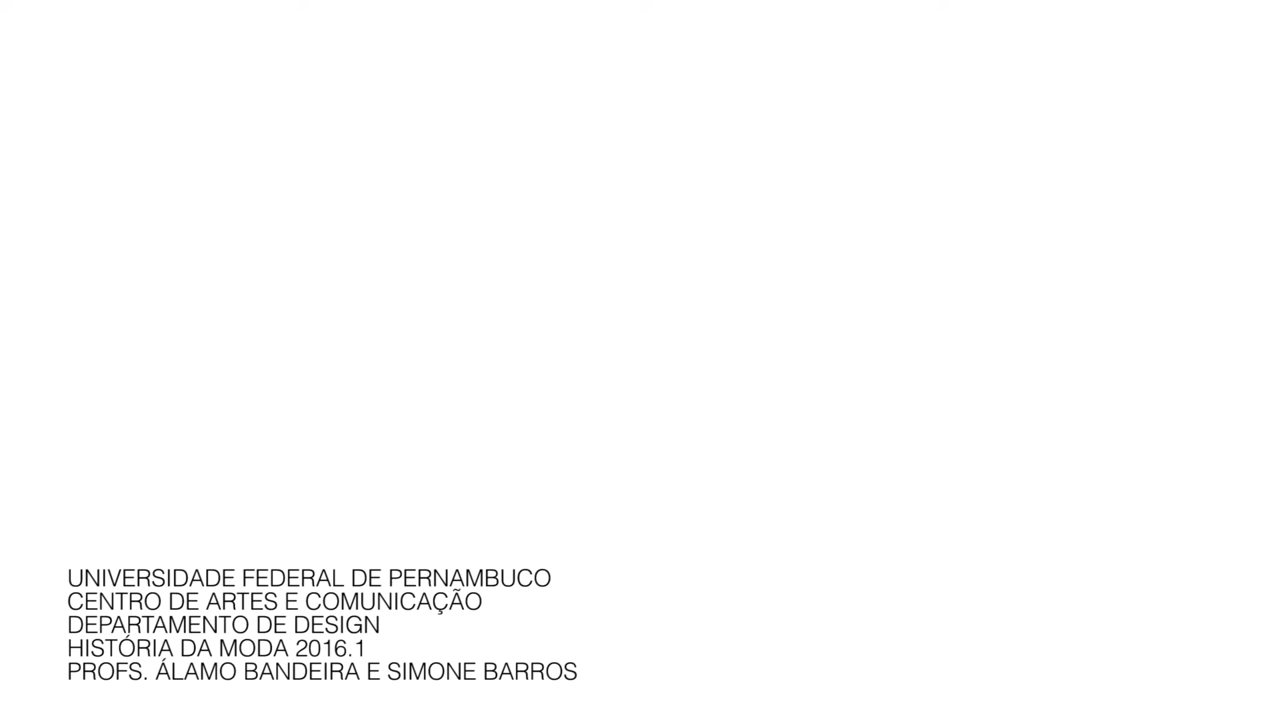 UNIVERSIDADE FEDERAL DE PERNAMBUCO
CENTRO DE ARTES E COMUNICAÇÃO
DEPARTAMENTO DE DESIGN
HISTÓRIA DA MODA 2016.1
PROFS. ÁLAMO BANDEIRA E SIMONE BARROS